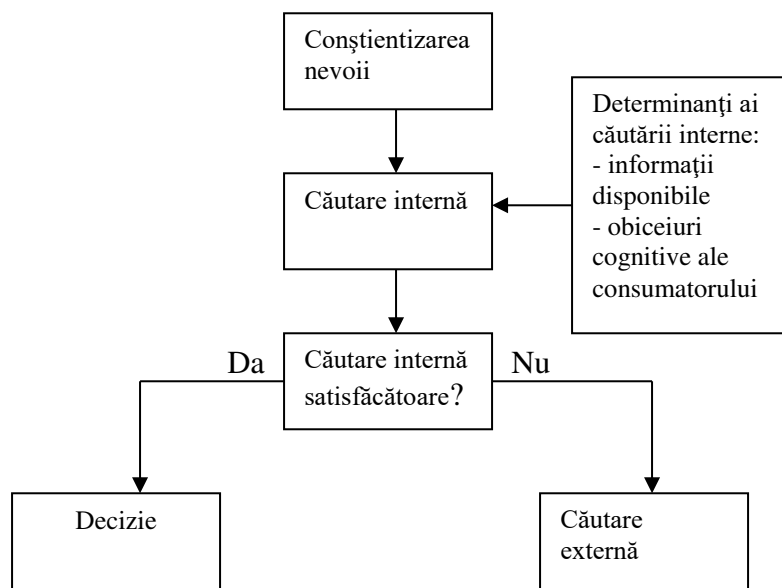 Conştientizarea
nevoii
Determinanţi ai
căutării interne:
- informaţii
disponibile
- obiceiuri
cognitive ale
consumatorului
Căutare internă
Da
Căutare internă
satisfăcătoare?
Nu
Decizie
Căutare
externă